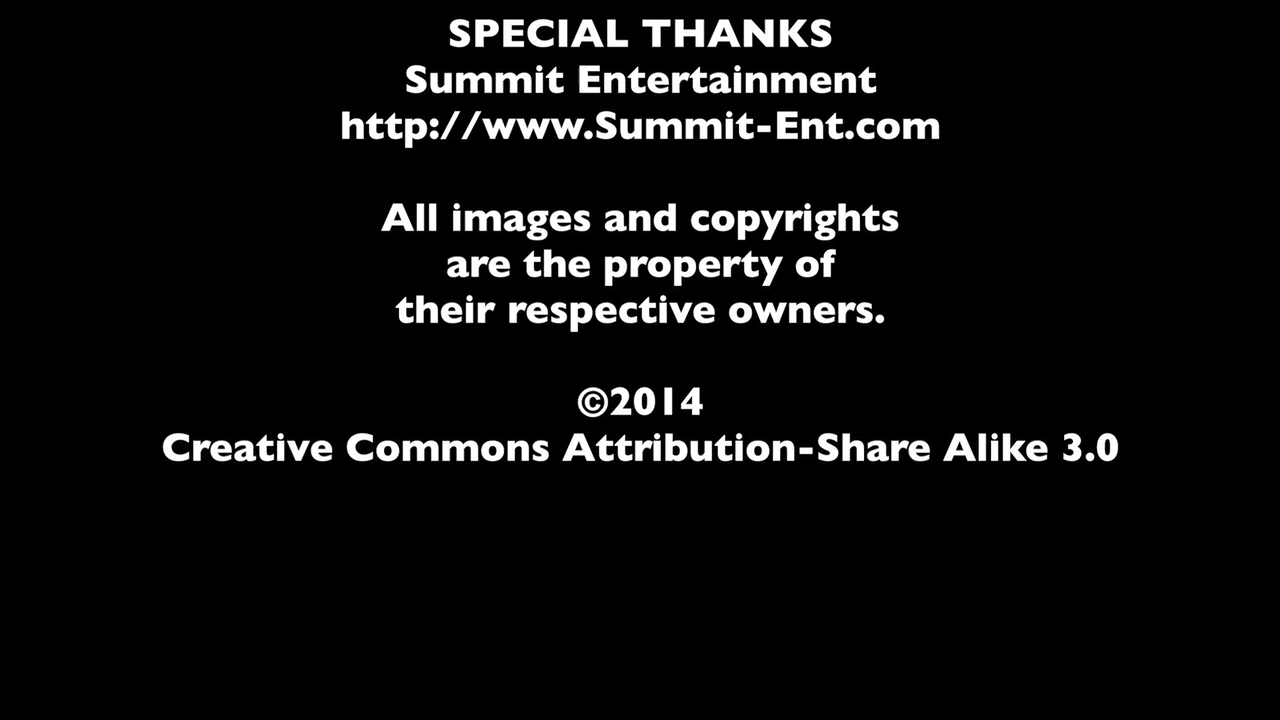 SPECIAL THANKS
Summit Entertainment
http://www.Summit-Ent.com
All images and copyrights
are the property of
their respective owners.
©2014
Creative Commons Attribution-Share Alike 3.0